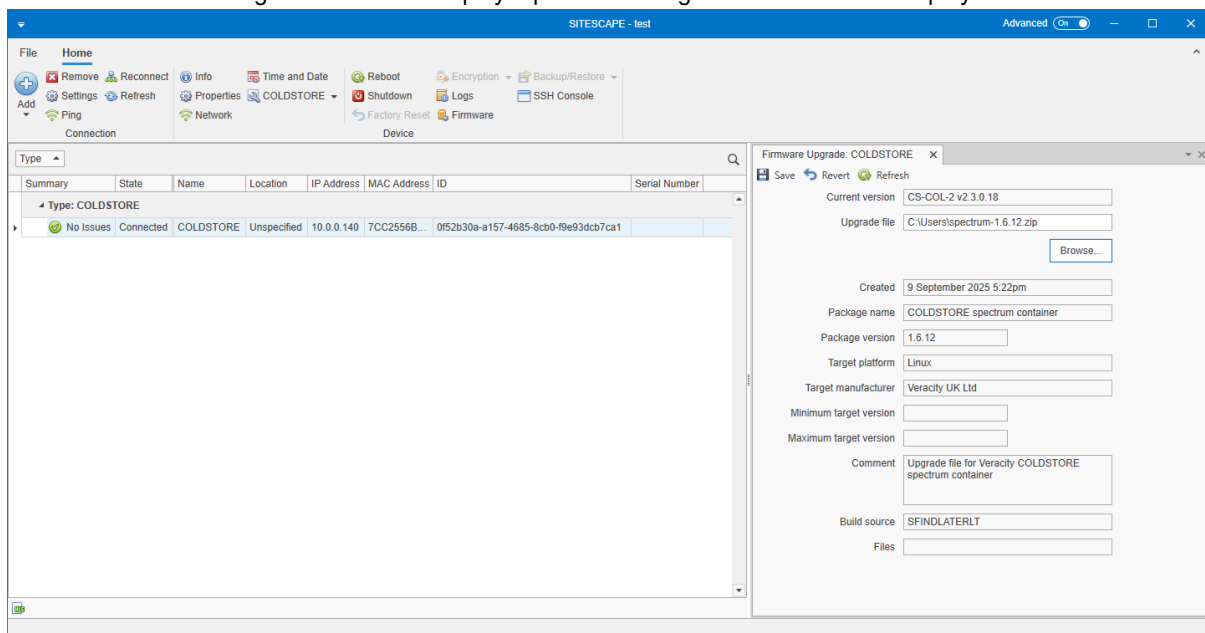 SITESCAPE - test
Advanced On
File Home
Add
Remove Reconnect
Settings Refresh
Ping
Connection
Info Time and Date Reboot Encryption Backup/Restore
Properties COLDSTORE Shutdown Logs SSH Console
Network Factory Reset Firmware
Device
Type
Summary State Name Location IP Address MAC Address ID Serial Number
Type: COLDSTORE
No Issues Connected COLDSTORE Unspecified 10.0.0.140 7CC2556B... 0f52b30a-a157-4685-8cb0-f9e93dcb7ca1
Firmware Upgrade: COLDSTORE
Save Revert Refresh
Current version CS-COL-2 v2.3.0.18
Upgrade file C:\Users\spectrum-1.6.12.zip
Browse...
Created 9 September 2025 5:22pm
Package name COLDSTORE spectrum container
Package version 1.6.12
Target platform Linux
Target manufacturer Veracity UK Ltd
Minimum target version
Maximum target version
Comment Upgrade file for Veracity COLDSTORE
spectrum container
Build source SFINDLATERLT
Files